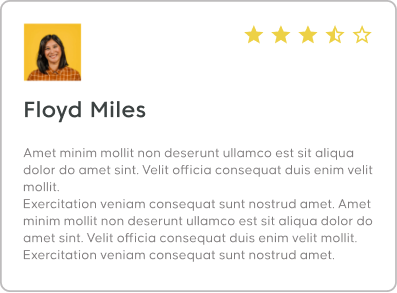 Floyd Miles
Amet minim mollit non deserunt ullamco est sit aliqua
dolor do amet sint. Velit officia consequat duis enim velit
mollit.
Exercitation veniam consequat sunt nostrud amet. Amet
minim mollit non deserunt ullamco est sit aliqua dolor do
amet sint. Velit officia consequat duis enim velit mollit.
Exercitation veniam consequat sunt nostrud amet.